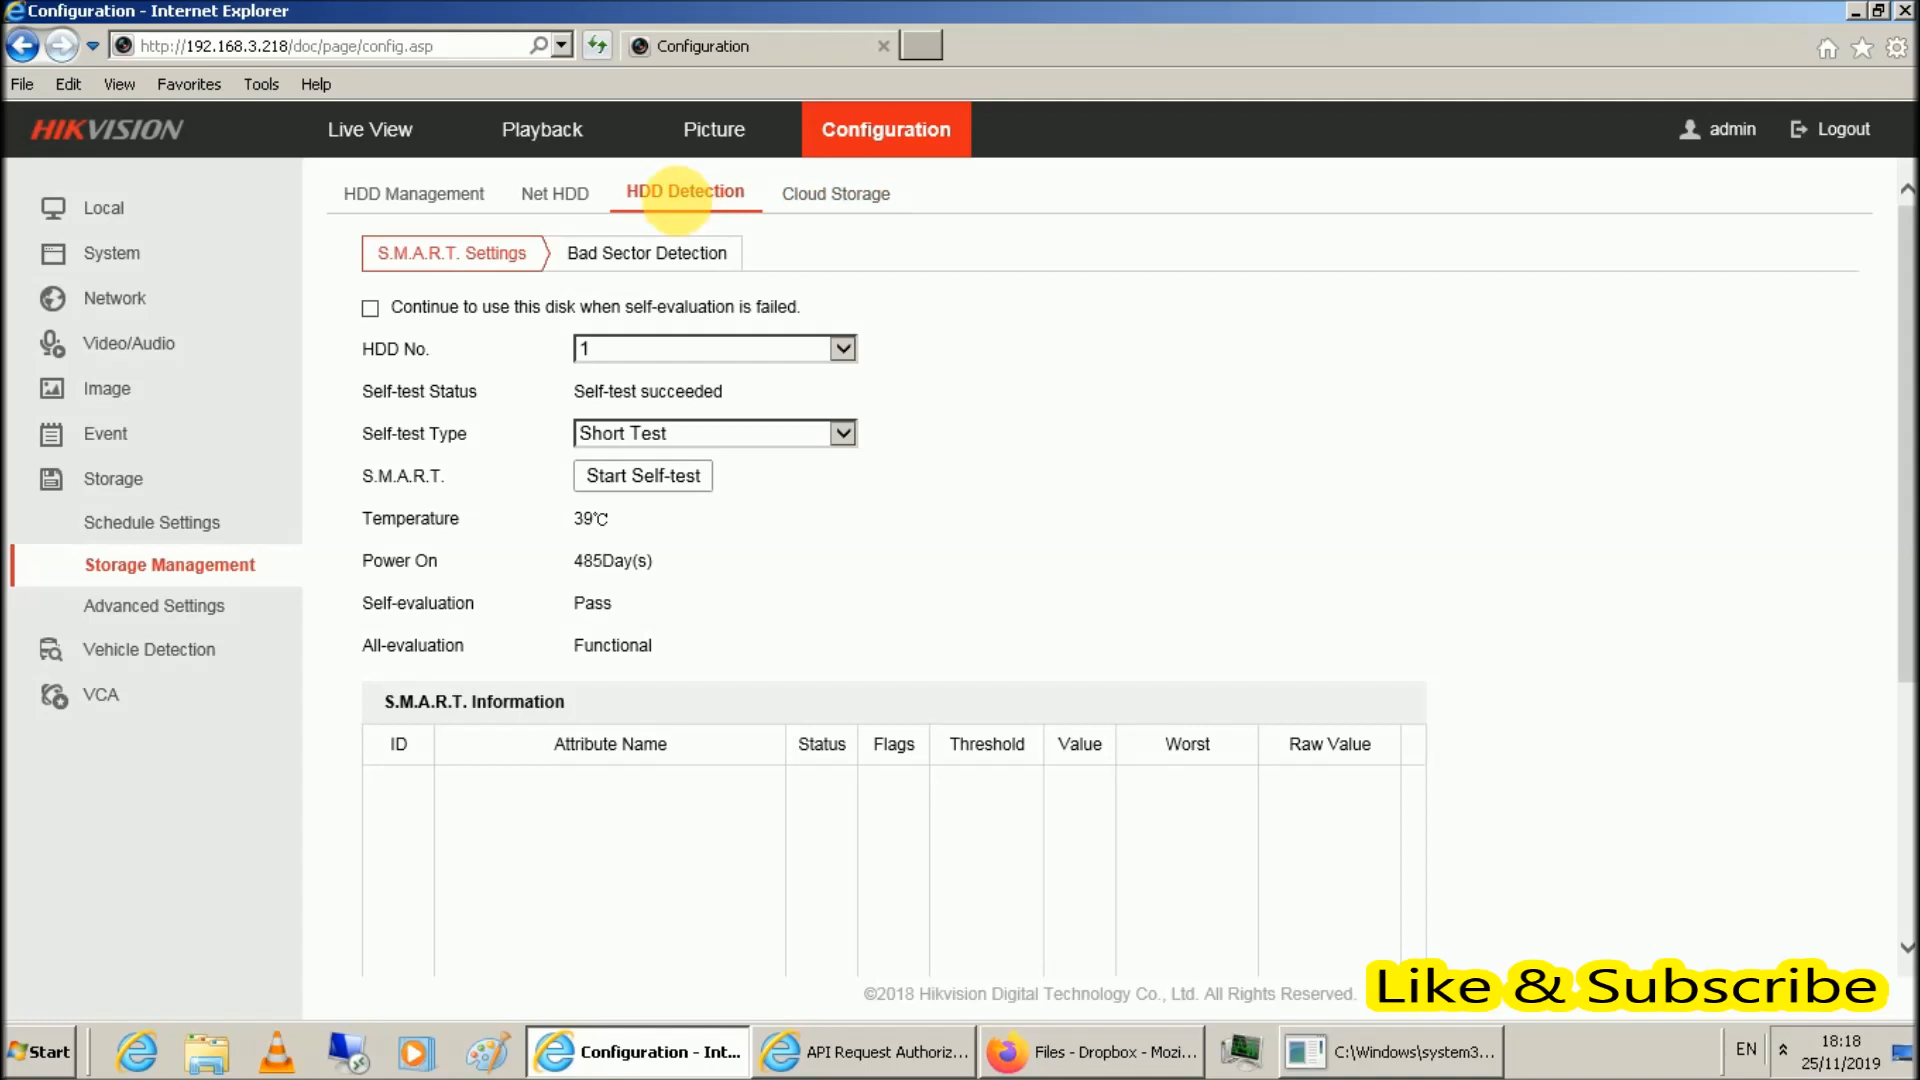 Configuration - Internet Explorer
http://192.168.3.218/doc/page/config.asp
Configuration
File Edit View Favorites Tools Help
HIKVISION Live View Playback Picture Configuration admin Logout
HDD Management Net HDD HDD Detection Cloud Storage
Local
System
Network
Video/Audio
Image
Event
Storage
Schedule Settings
Storage Management
Advanced Settings
Vehicle Detection
VCA
S.M.A.R.T. Settings Bad Sector Detection
Continue to use this disk when self-evaluation is failed.
HDD No. 1
Self-test Status Self-test succeeded
Self-test Type Short Test
S.M.A.R.T. Start Self-test
Temperature 39℃
Power On 485Day(s)
Self-evaluation Pass
All-evaluation Functional
S.M.A.R.T. Information
ID Attribute Name Status Flags Threshold Value Worst Raw Value
©2018 Hikvision Digital Technology Co., Ltd. All Rights Reserved.
Like & Subscribe
Start Configuration - Int... API Request Authoriz... Files - Dropbox - Mozi... C:\Windows\system3... EN 18:18
25/11/2019